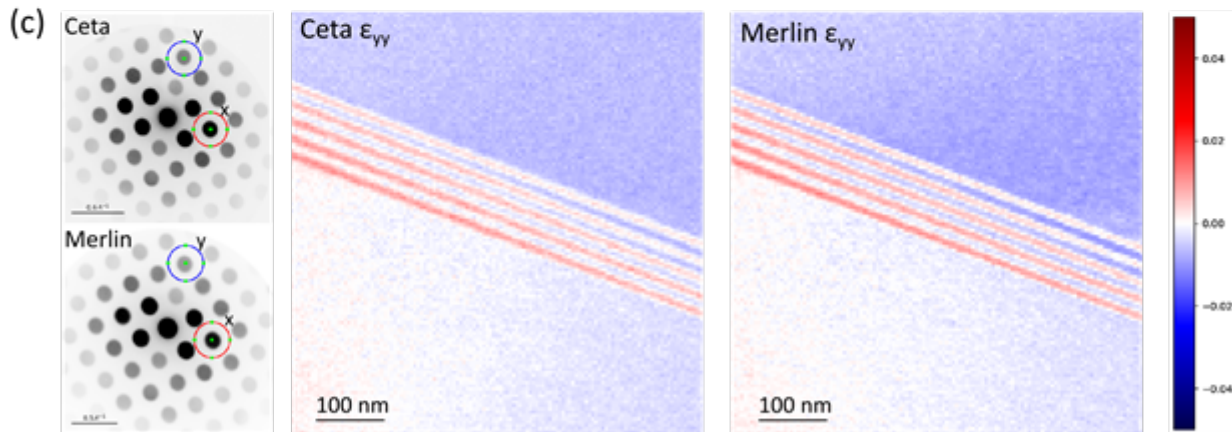 (c)
Ceta
y
x
Merlin
y
x
Ceta εyy
100 nm
Merlin εyy
100 nm
0.04
0.02
0.00
−0.02
−0.04